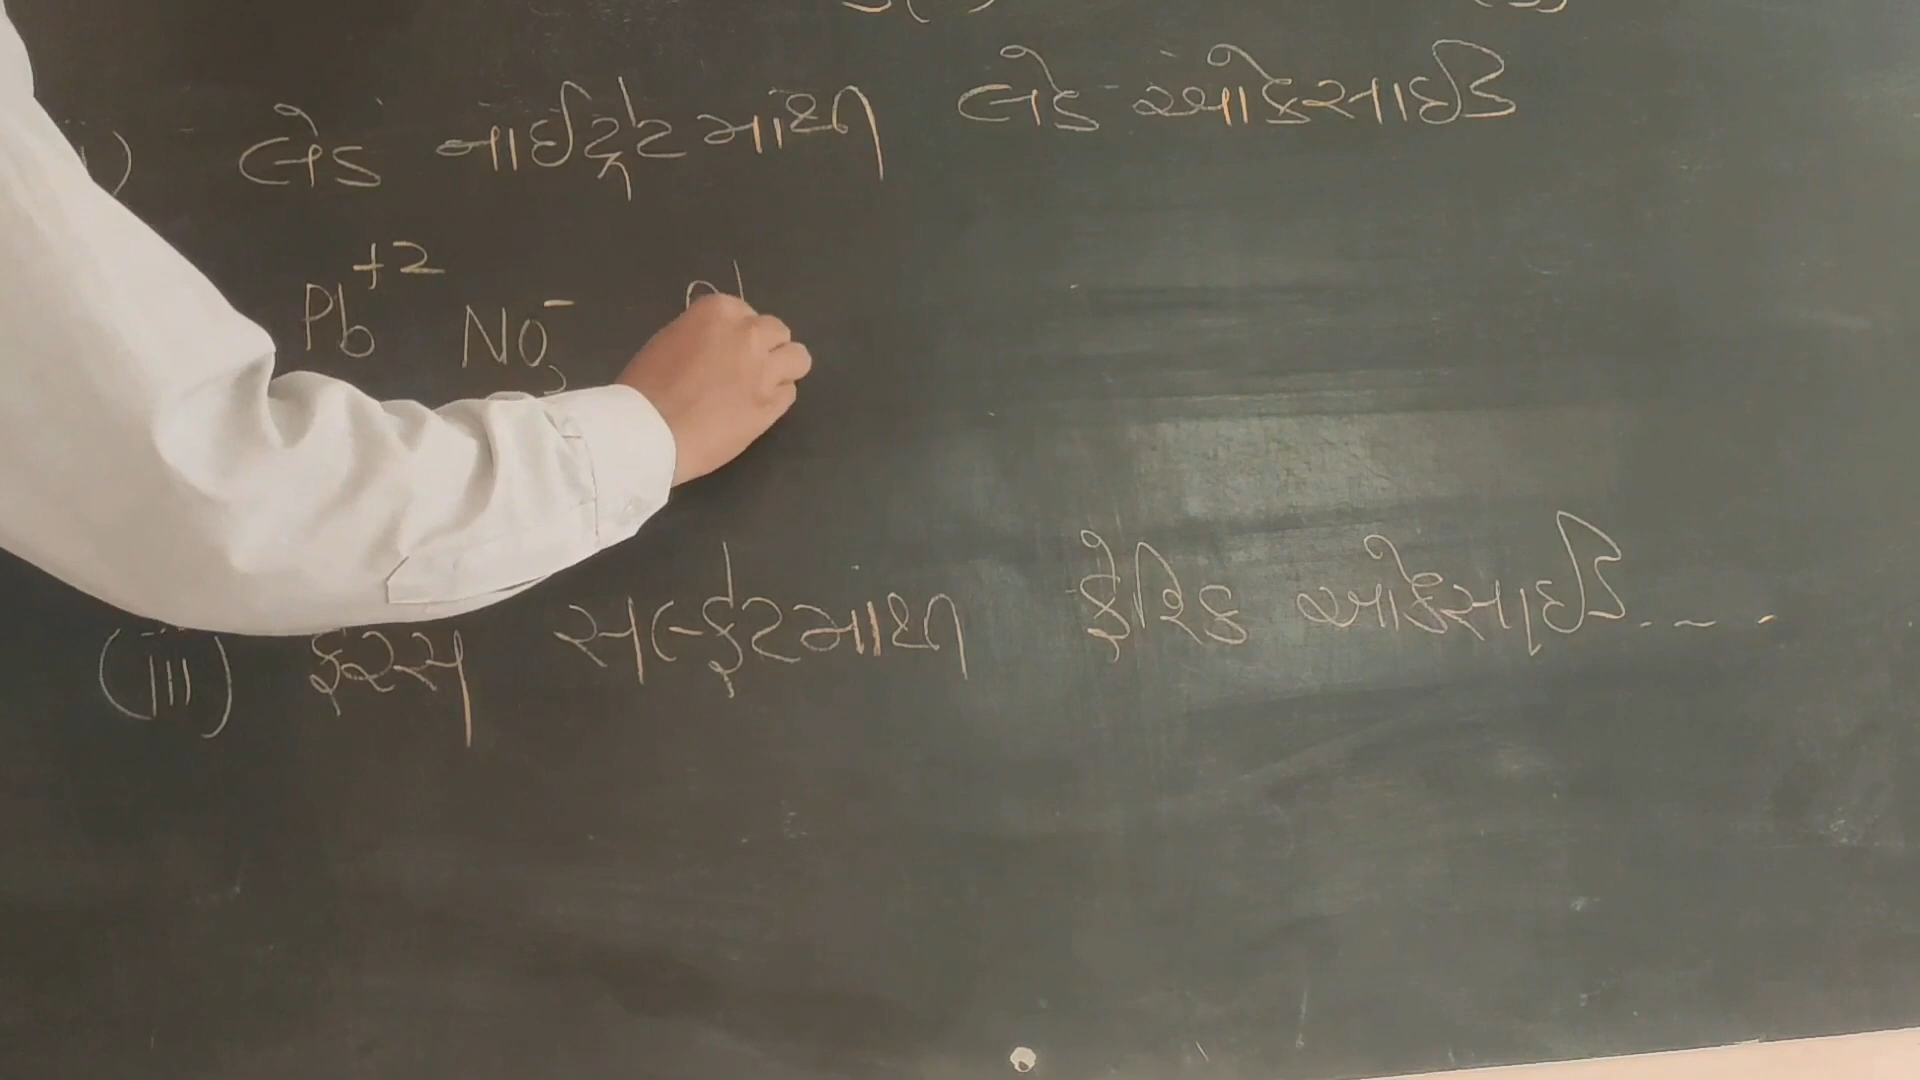 લેડ નાઈટ્રેટમાંથી લેડ ઓક્સાઈડ
Pb+2 NO3-
(iii) ફેરસ સલ્ફેટમાંથી ફેરિક ઓક્સાઈડ....